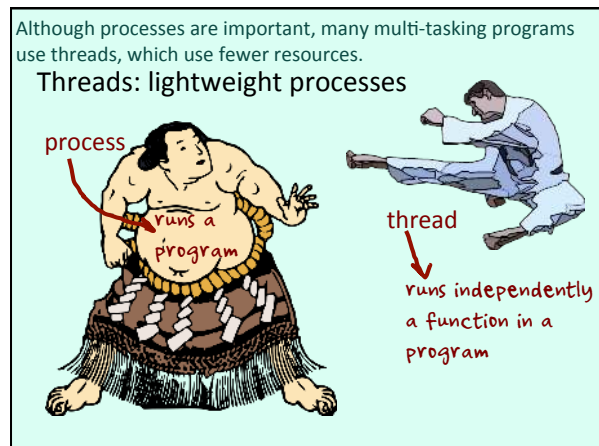 Although processes are important, many multi-tasking programs
use threads, which use fewer resources.
Threads: lightweight processes
process
runs a
program
thread
runs independently
a function in a
program